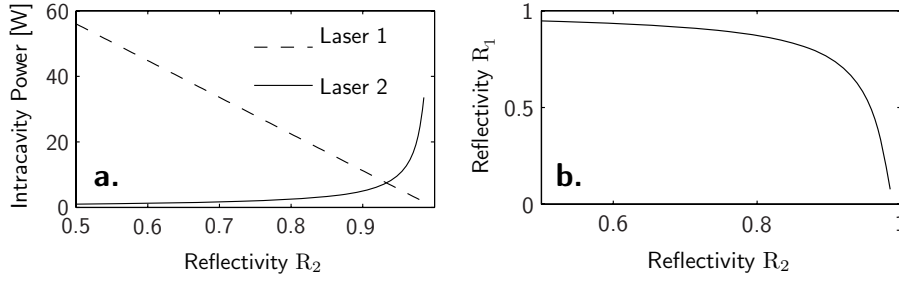 Intracavity Power [W]
60
40
20
0
Laser 1
Laser 2
a.
0.5 0.6 0.7 0.8 0.9
Reflectivity R2
Reflectivity R1
1
0.5
0
b.
0.6 0.8 1
Reflectivity R2